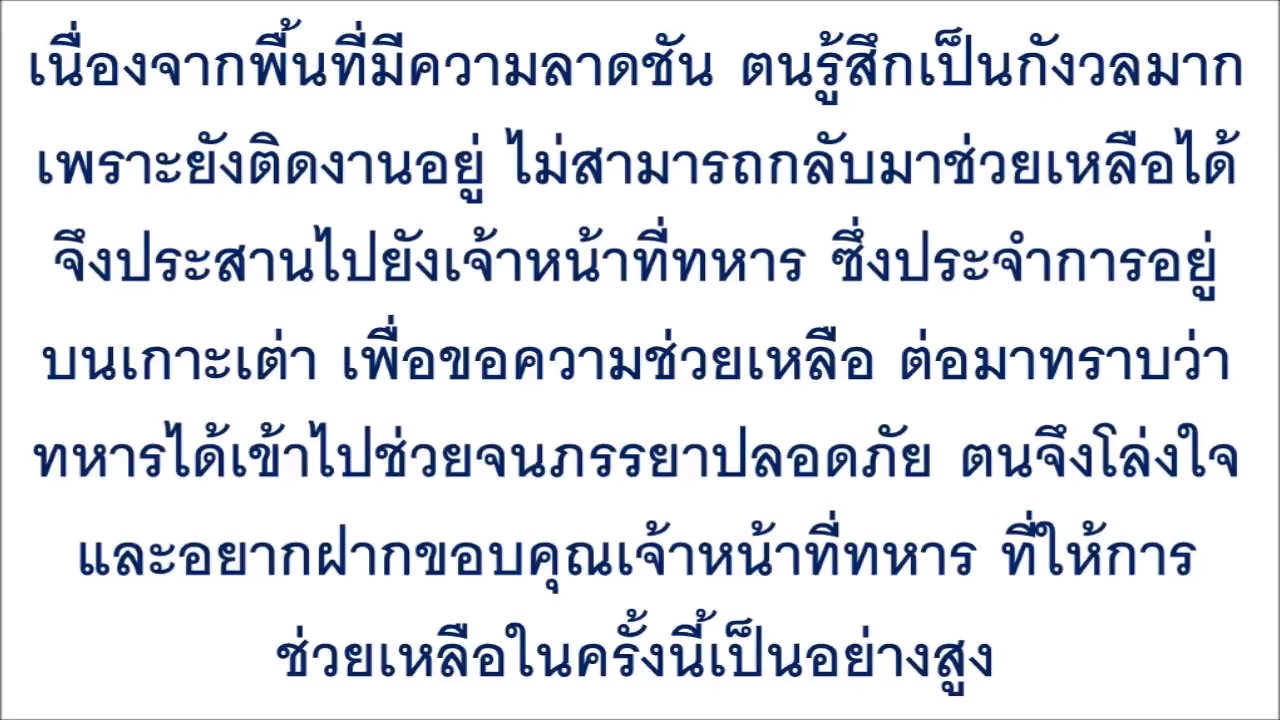 เนื่องจากพื้นที่มีความลาดชัน ตนรู้สึกเป็นกังวลมาก
เพราะยังติดงานอยู่ ไม่สามารถกลับมาช่วยเหลือได้
จึงประสานไปยังเจ้าหน้าที่ทหาร ซึ่งประจำการอยู่
บนเกาะเต่า เพื่อขอความช่วยเหลือ ต่อมาทราบว่า
ทหารได้เข้าไปช่วยจนภรรยาปลอดภัย ตนจึงโล่งใจ
และอยากฝากขอบคุณเจ้าหน้าที่ทหาร ที่ให้การ
ช่วยเหลือในครั้งนี้เป็นอย่างสูง